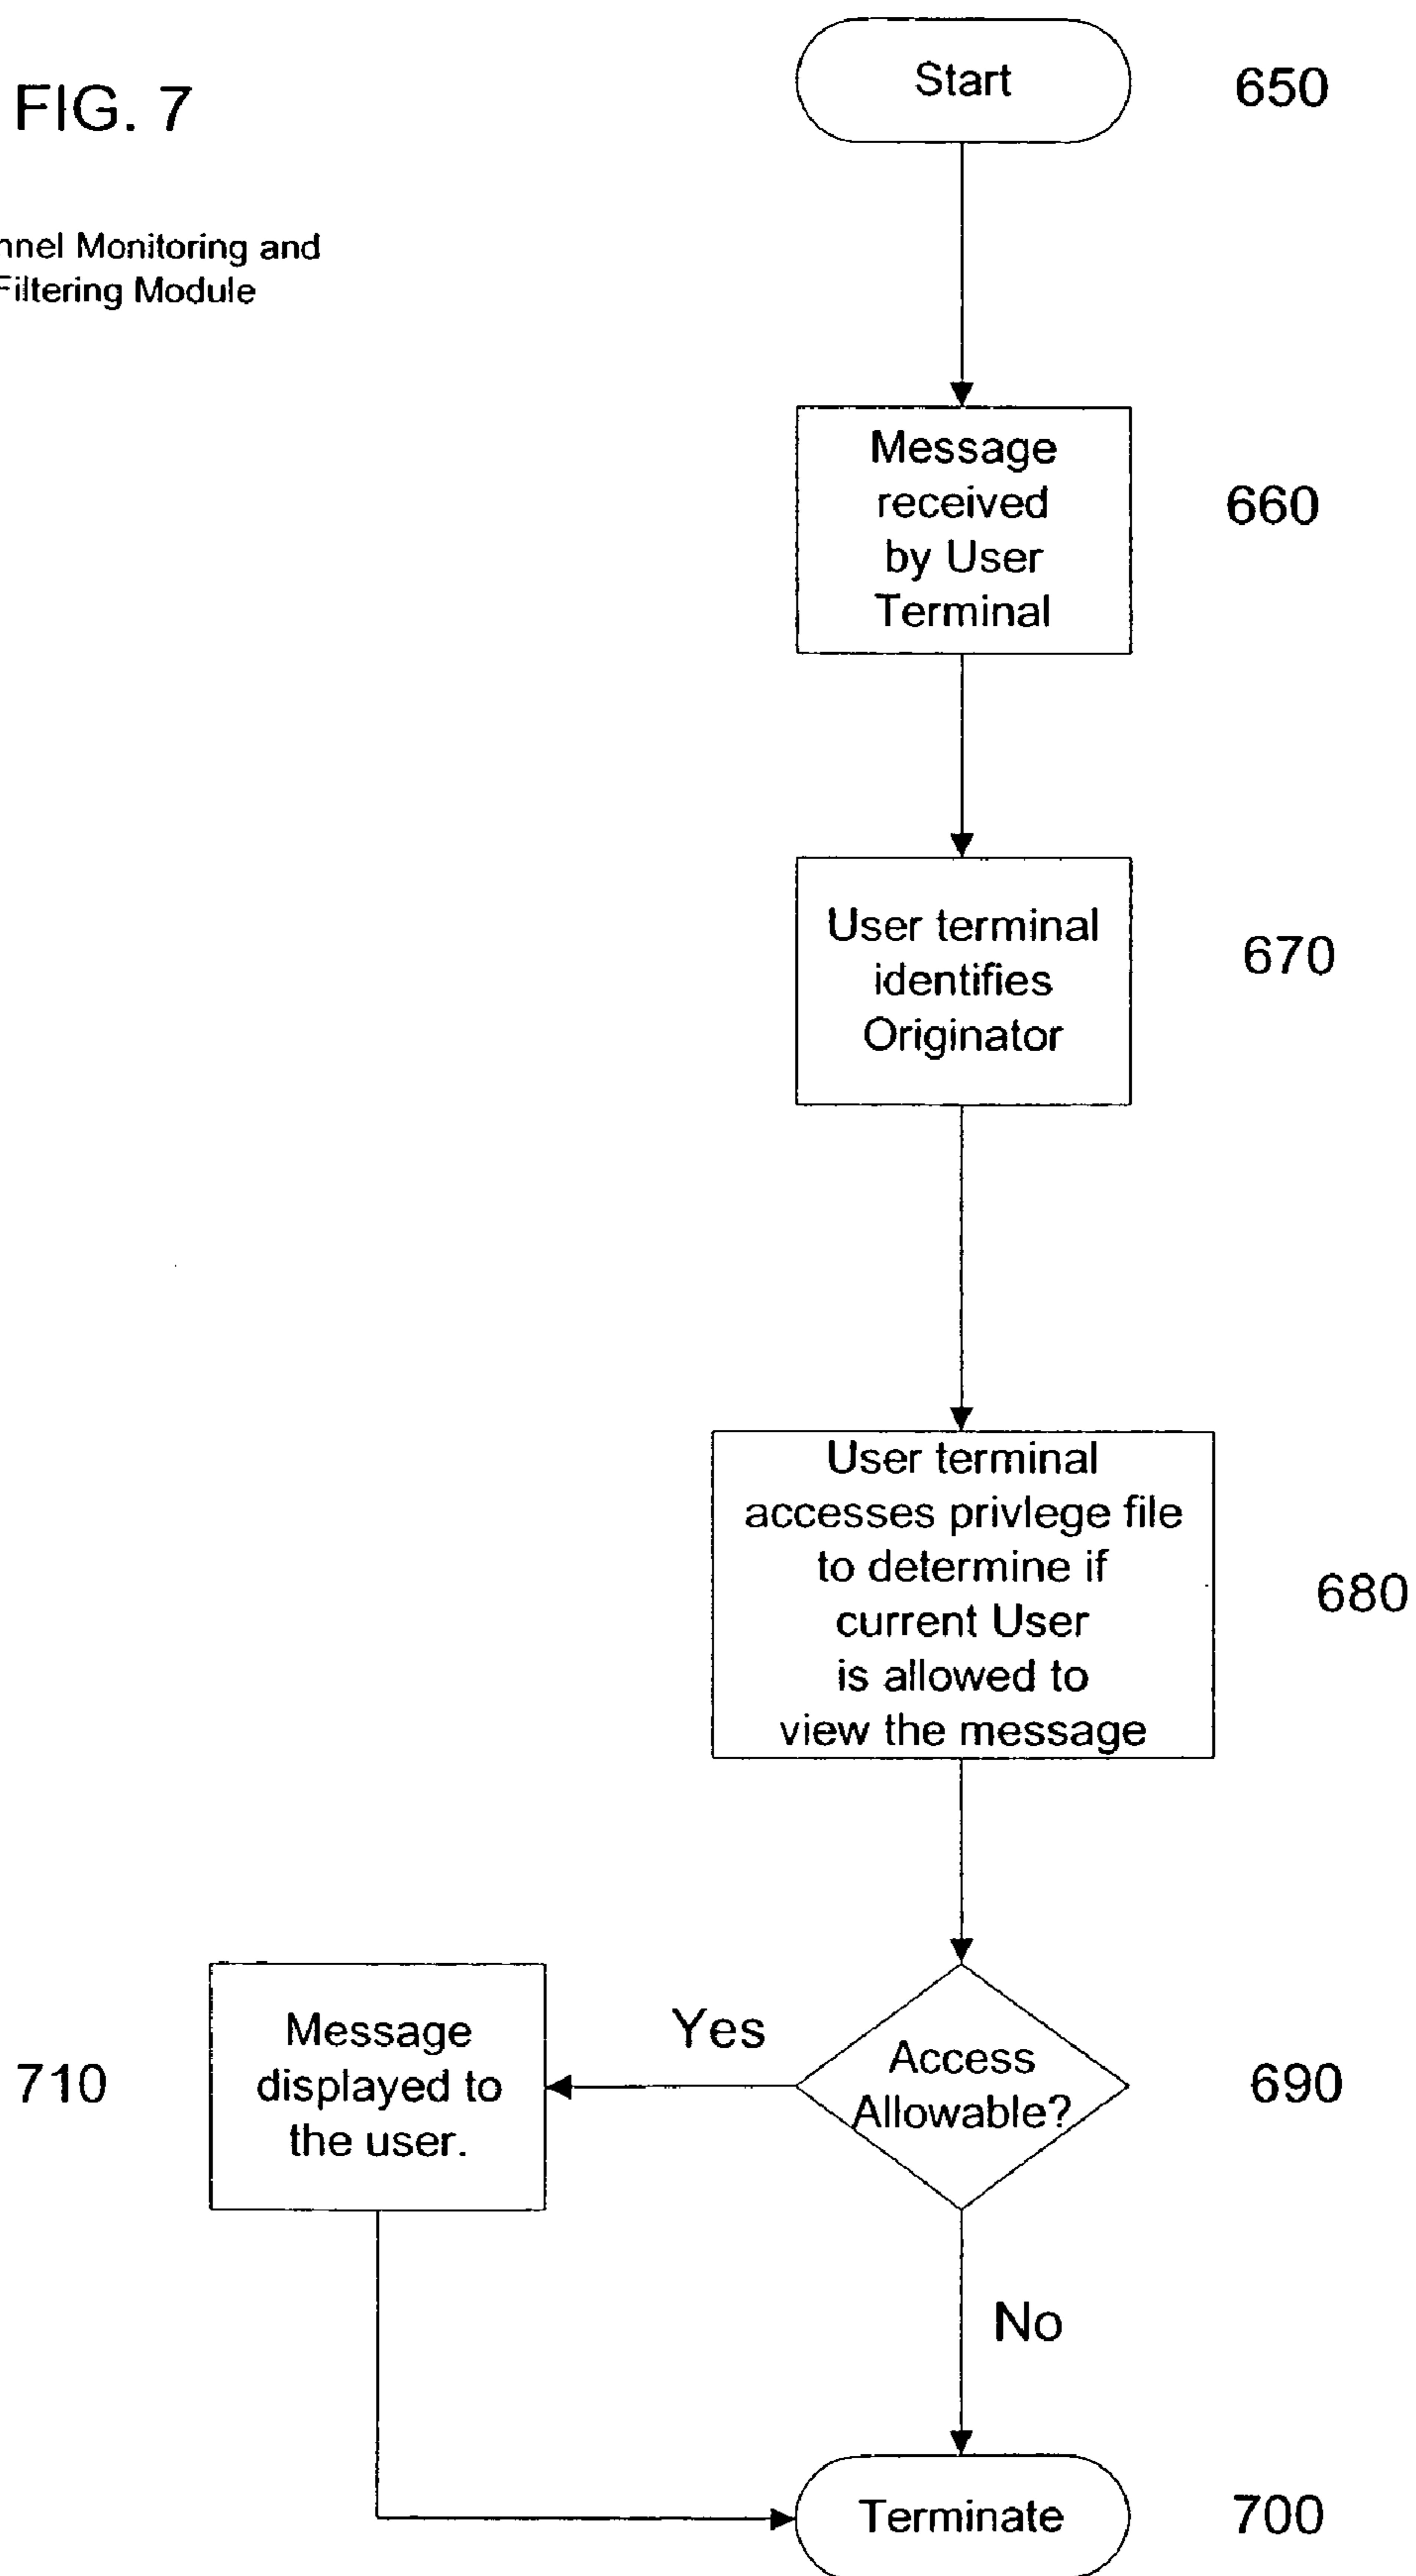 FIG. 7
Start
650
nnel Monitoring and
Filtering Module
Message
received
by User
Terminal
660
User terminal
identifies
Originator
670
User terminal
accesses privlege file
to determine if
current User
is allowed to
view the message
680
710
Message
displayed to
the user.
Yes
Access
Allowable?
690
No
Terminate
700